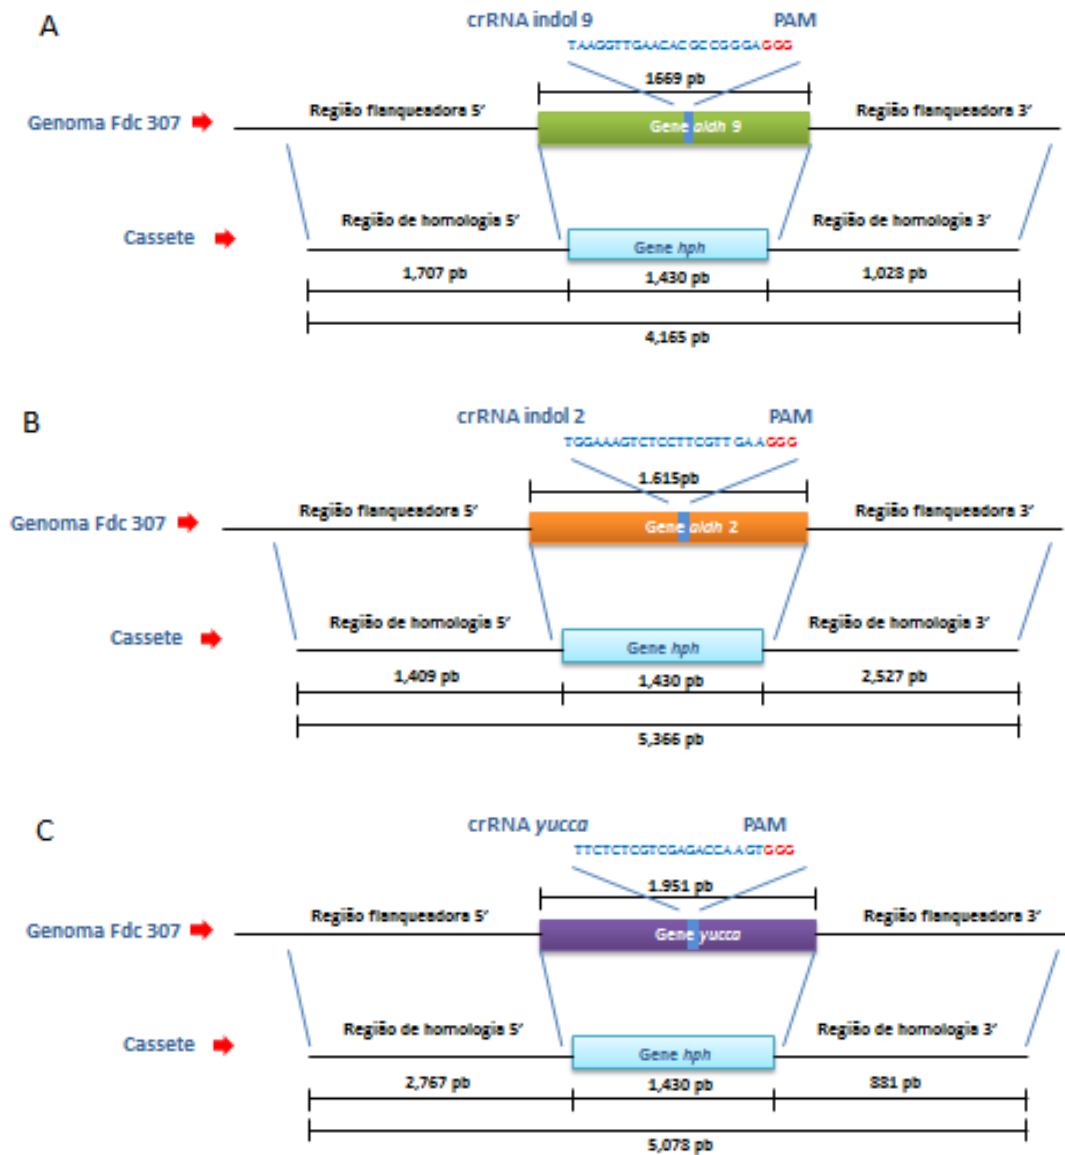 A
crRNA indol 9 PAM
TAAGGTTGAACACGCCGGGAGGG
1669 pb
Região flanqueadora 5' Região flanqueadora 3'
Genoma Fdc 307 Gene aldh 9
Região de homologia 5' Região de homologia 3'
Cassete Gene hph
1,707 pb 1,430 pb 1,028 pb
4,165 pb
B
crRNA indol 2 PAM
TGGAAAGTCTCCTTCGTTGAAGGG
1.615pb
Região flanqueadora 5' Região flanqueadora 3'
Genoma Fdc 307 Gene aldh 2
Região de homologia 5' Região de homologia 3'
Cassete Gene hph
1,409 pb 1,430 pb 2,527 pb
5,366 pb
C
crRNA yucca PAM
TTCTCTCGTCGAGACCAAGTGGG
1.951 pb
Região flanqueadora 5' Região flanqueadora 3'
Genoma Fdc 307 Gene yucca
Região de homologia 5' Região de homologia 3'
Cassete Gene hph
2,767 pb 1,430 pb 881 pb
5,078 pb